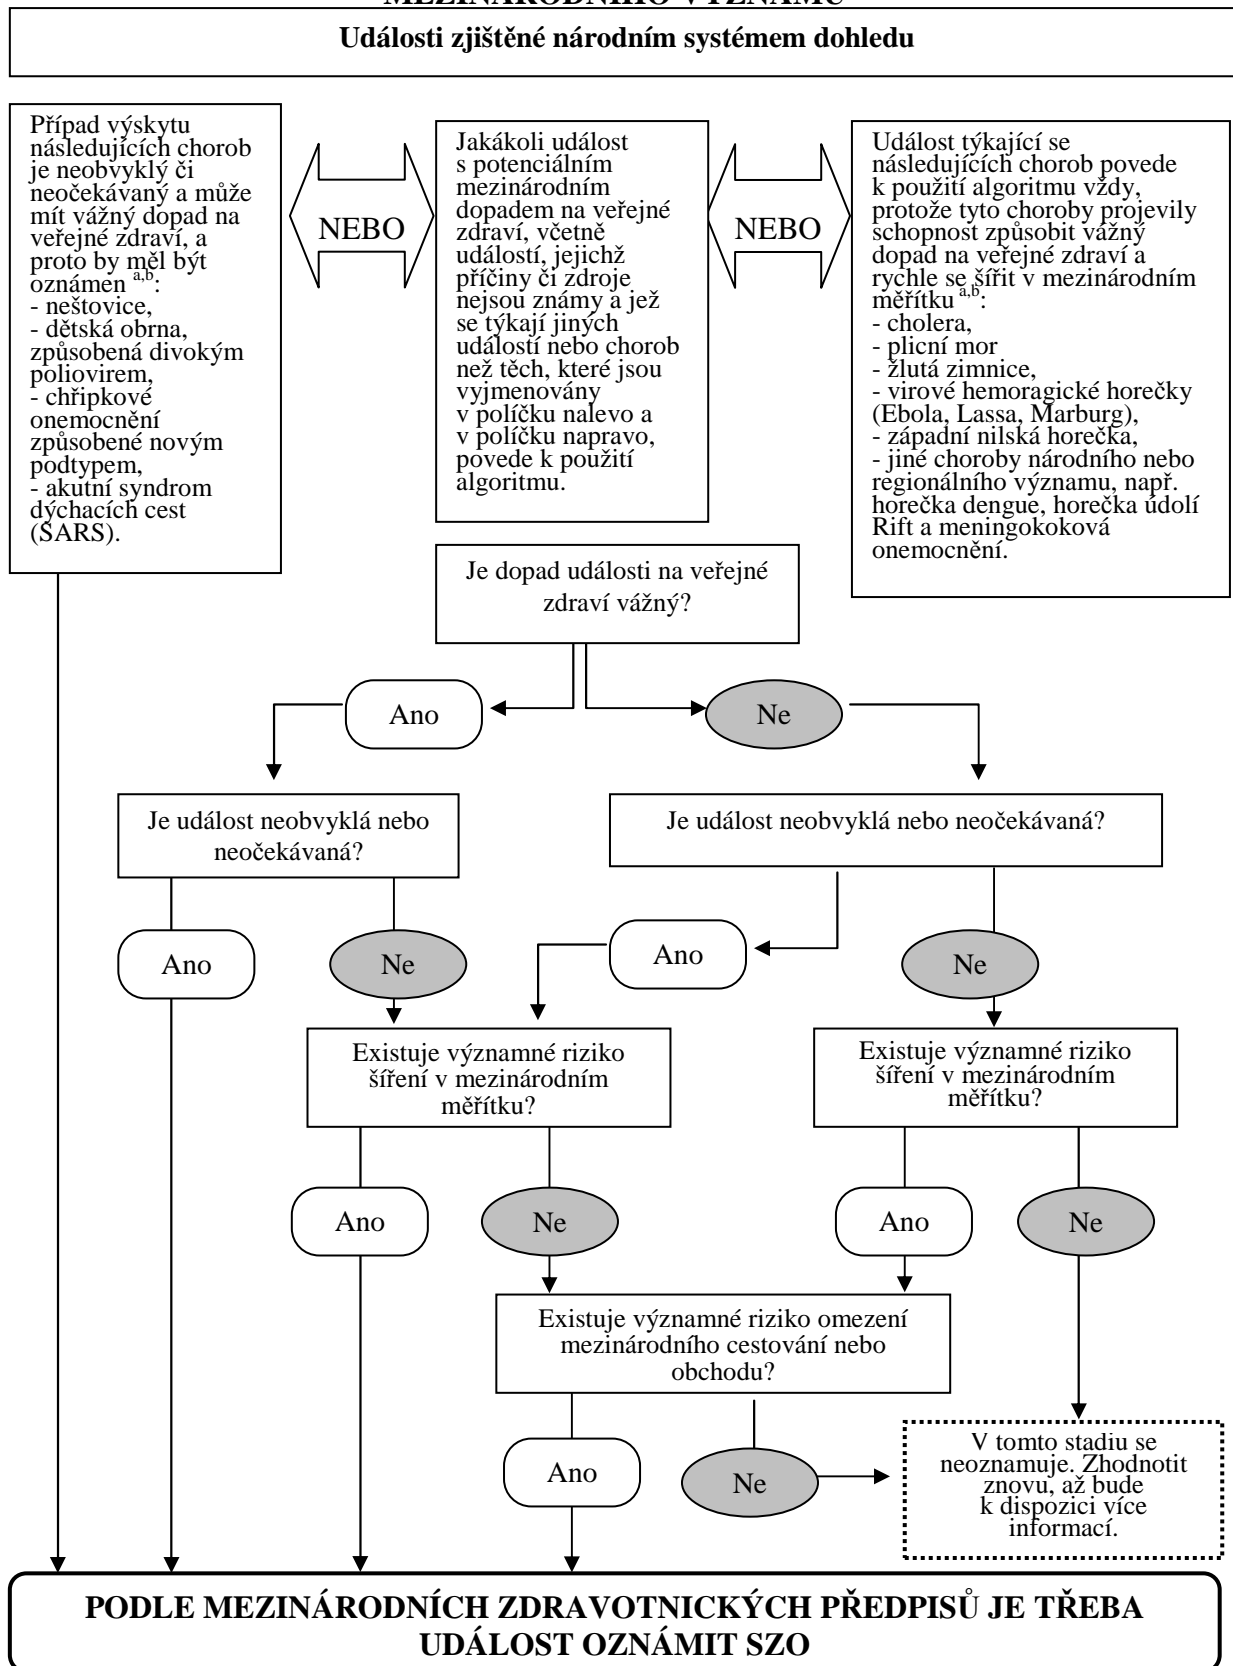 MEZINÁRODNÍHO VÝZNAMU
Události zjištěné národním systémem dohledu
Případ výskytu
následujících chorob
je neobvyklý či
neočekávaný a může
mít vážný dopad na
veřejné zdraví, a
proto by měl být
oznámen a,b:
- neštovice,
- dětská obrna,
způsobená divokým
poliovirem,
- chřipkové
onemocnění
způsobené novým
podtypem,
- akutní syndrom
dýchacích cest
(SARS).
NEBO
Jakákoli událost
s potenciálním
mezinárodním
dopadem na veřejné
zdraví, včetně
událostí, jejichž
příčiny či zdroje
nejsou známy a jež
se týkají jiných
událostí nebo chorob
než těch, které jsou
vyjmenovány
v políčku nalevo a
v políčku napravo,
povede k použití
algoritmu.
NEBO
Událost týkající se
následujících chorob povede
k použití algoritmu vždy,
protože tyto choroby projevily
schopnost způsobit vážný
dopad na veřejné zdraví a
rychle se šířit v mezinárodním
měřítku a,b:
- cholera,
- plicní mor
- žlutá zimnice,
- virové hemoragické horečky
(Ebola, Lassa, Marburg),
- západní nilská horečka,
- jiné choroby národního nebo
regionálního významu, např.
horečka dengue, horečka údolí
Rift a meningokoková
onemocnění.
Je dopad události na veřejné
zdraví vážný?
Ano
Ne
Je událost neobvyklá nebo
neočekávaná?
Je událost neobvyklá nebo neočekávaná?
Ano
Ne
Ano
Ne
Existuje významné riziko
šíření v mezinárodním
měřítku?
Existuje významné riziko
šíření v mezinárodním
měřítku?
Ano
Ne
Ano
Ne
Existuje významné riziko omezení
mezinárodního cestování nebo
obchodu?
Ano
Ne
V tomto stadiu se
neoznamuje. Zhodnotit
znovu, až bude
k dispozici více
informací.
PODLE MEZINÁRODNÍCH ZDRAVOTNICKÝCH PŘEDPISŮ JE TŘEBA
UDÁLOST OZNÁMIT SZO